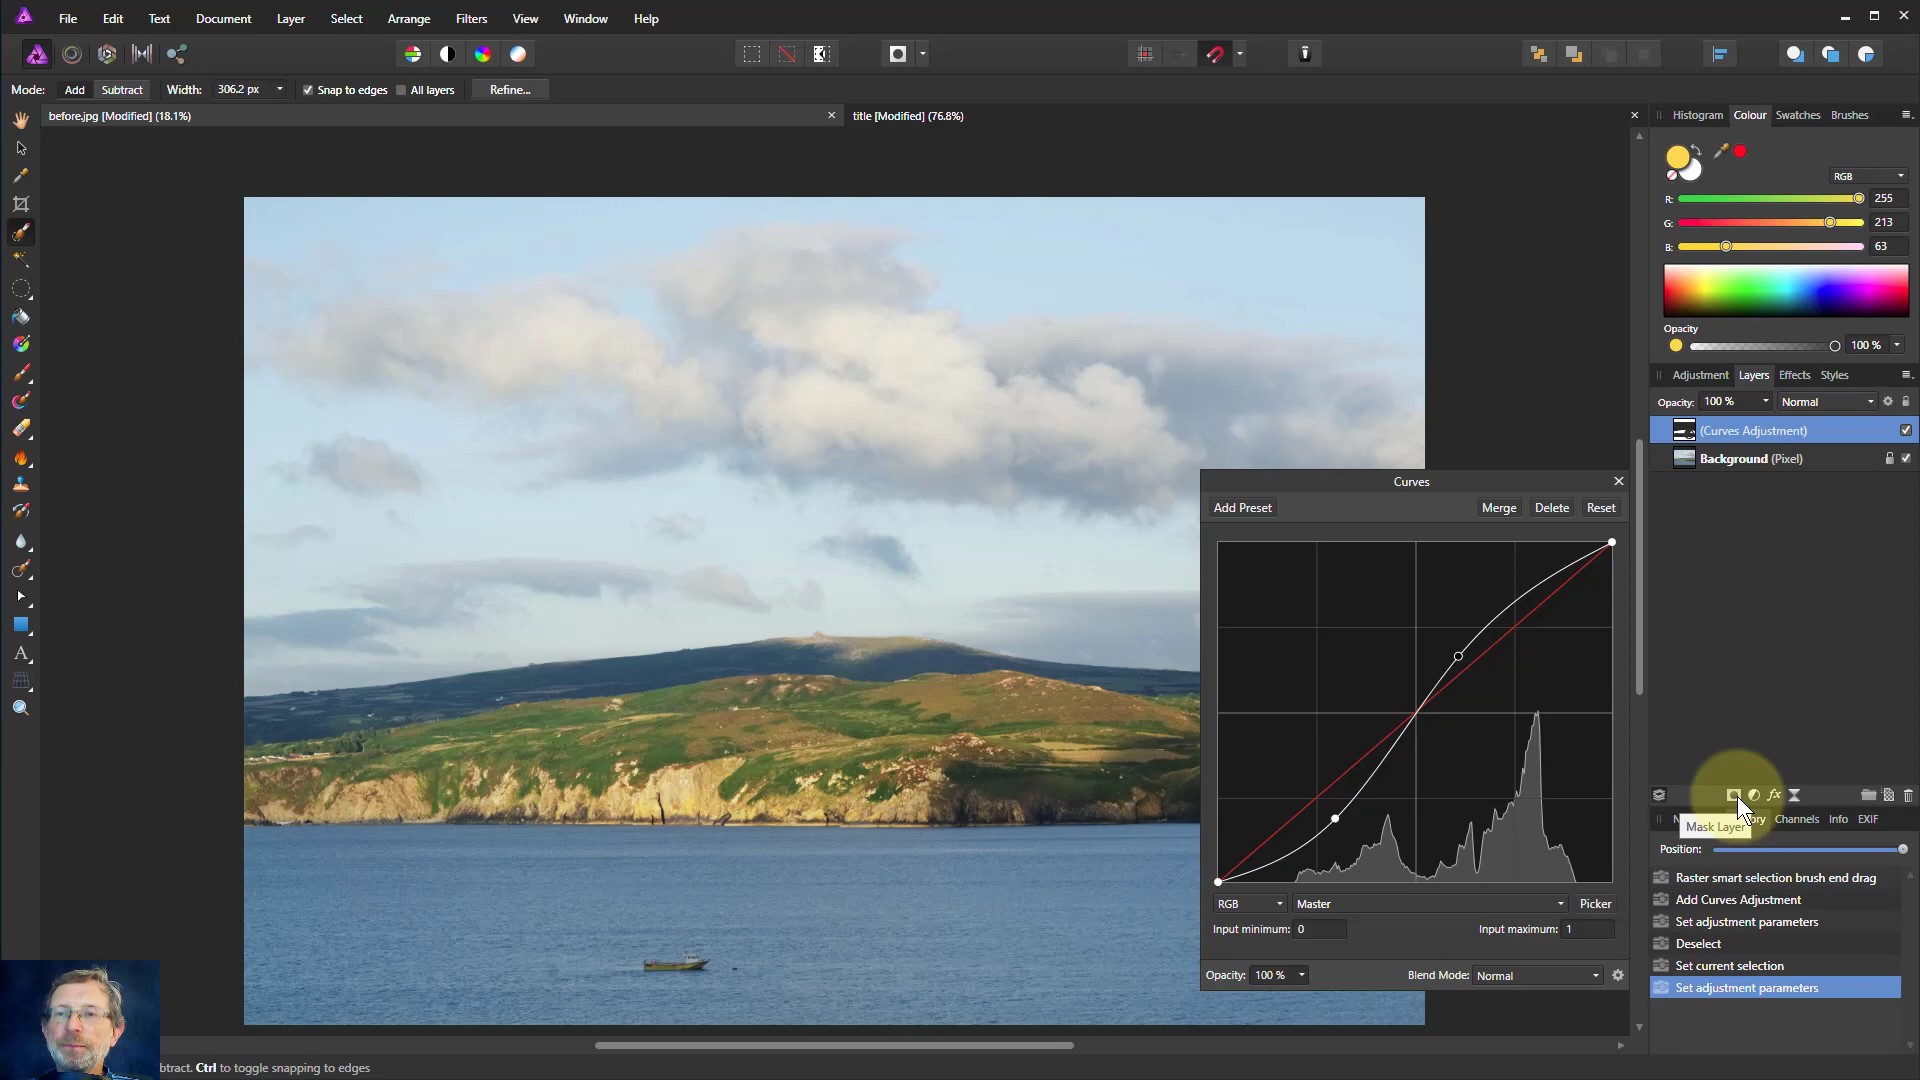 File Edit Text Document Layer Select Arrange Filters View Window Help
Mode: Add Subtract Width: 306.2 px Snap to edges All layers Refine...
before.jpg [Modified] (18.1%) title [Modified] (76.8%)
Histogram Colour Swatches Brushes
RGB
R: 255
G: 213
B: 63
Opacity
100 %
Adjustment Layers Effects Styles
Opacity: 100 % Normal
(Curves Adjustment)
Background (Pixel)
Curves
Add Preset Merge Delete Reset
RGB Master Picker
Input minimum: 0 Input maximum: 1
Opacity: 100 % Blend Mode: Normal
fx
Channels Info EXIF
Mask Layer
Position:
Raster smart selection brush end drag
Add Curves Adjustment
Set adjustment parameters
Deselect
Set current selection
Set adjustment parameters
Ctrl to toggle snapping to edges